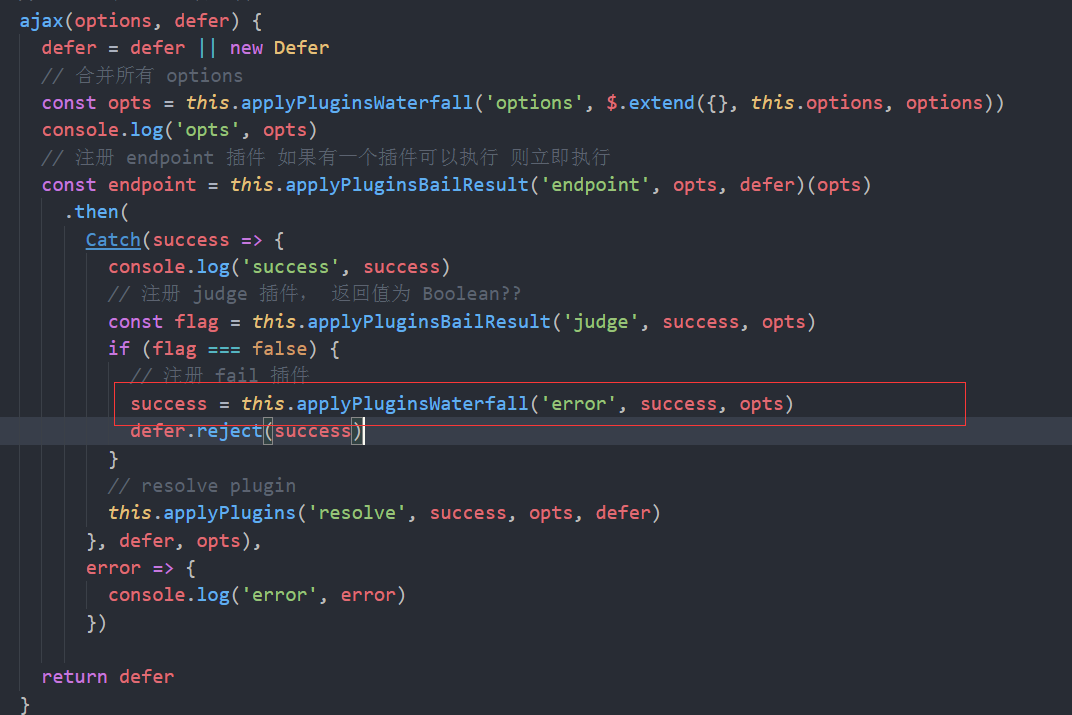 ajax(options, defer) {
defer = defer || new Defer
// 合并所有 options
const opts = this.applyPluginsWaterfall('options', $.extend({}, this.options, options))
console.log('opts', opts)
// 注册 endpoint 插件 如果有一个插件可以执行 则立即执行
const endpoint = this.applyPluginsBailResult('endpoint', opts, defer)(opts)
.then(
Catch(success => {
console.log('success', success)
// 注册 judge 插件， 返回值为 Boolean??
const flag = this.applyPluginsBailResult('judge', success, opts)
if (flag === false) {
// 注册 fail 插件
success = this.applyPluginsWaterfall('error', success, opts)
defer.reject(success)
}
// resolve plugin
this.applyPlugins('resolve', success, opts, defer)
}, defer, opts),
error => {
console.log('error', error)
})
return defer
}